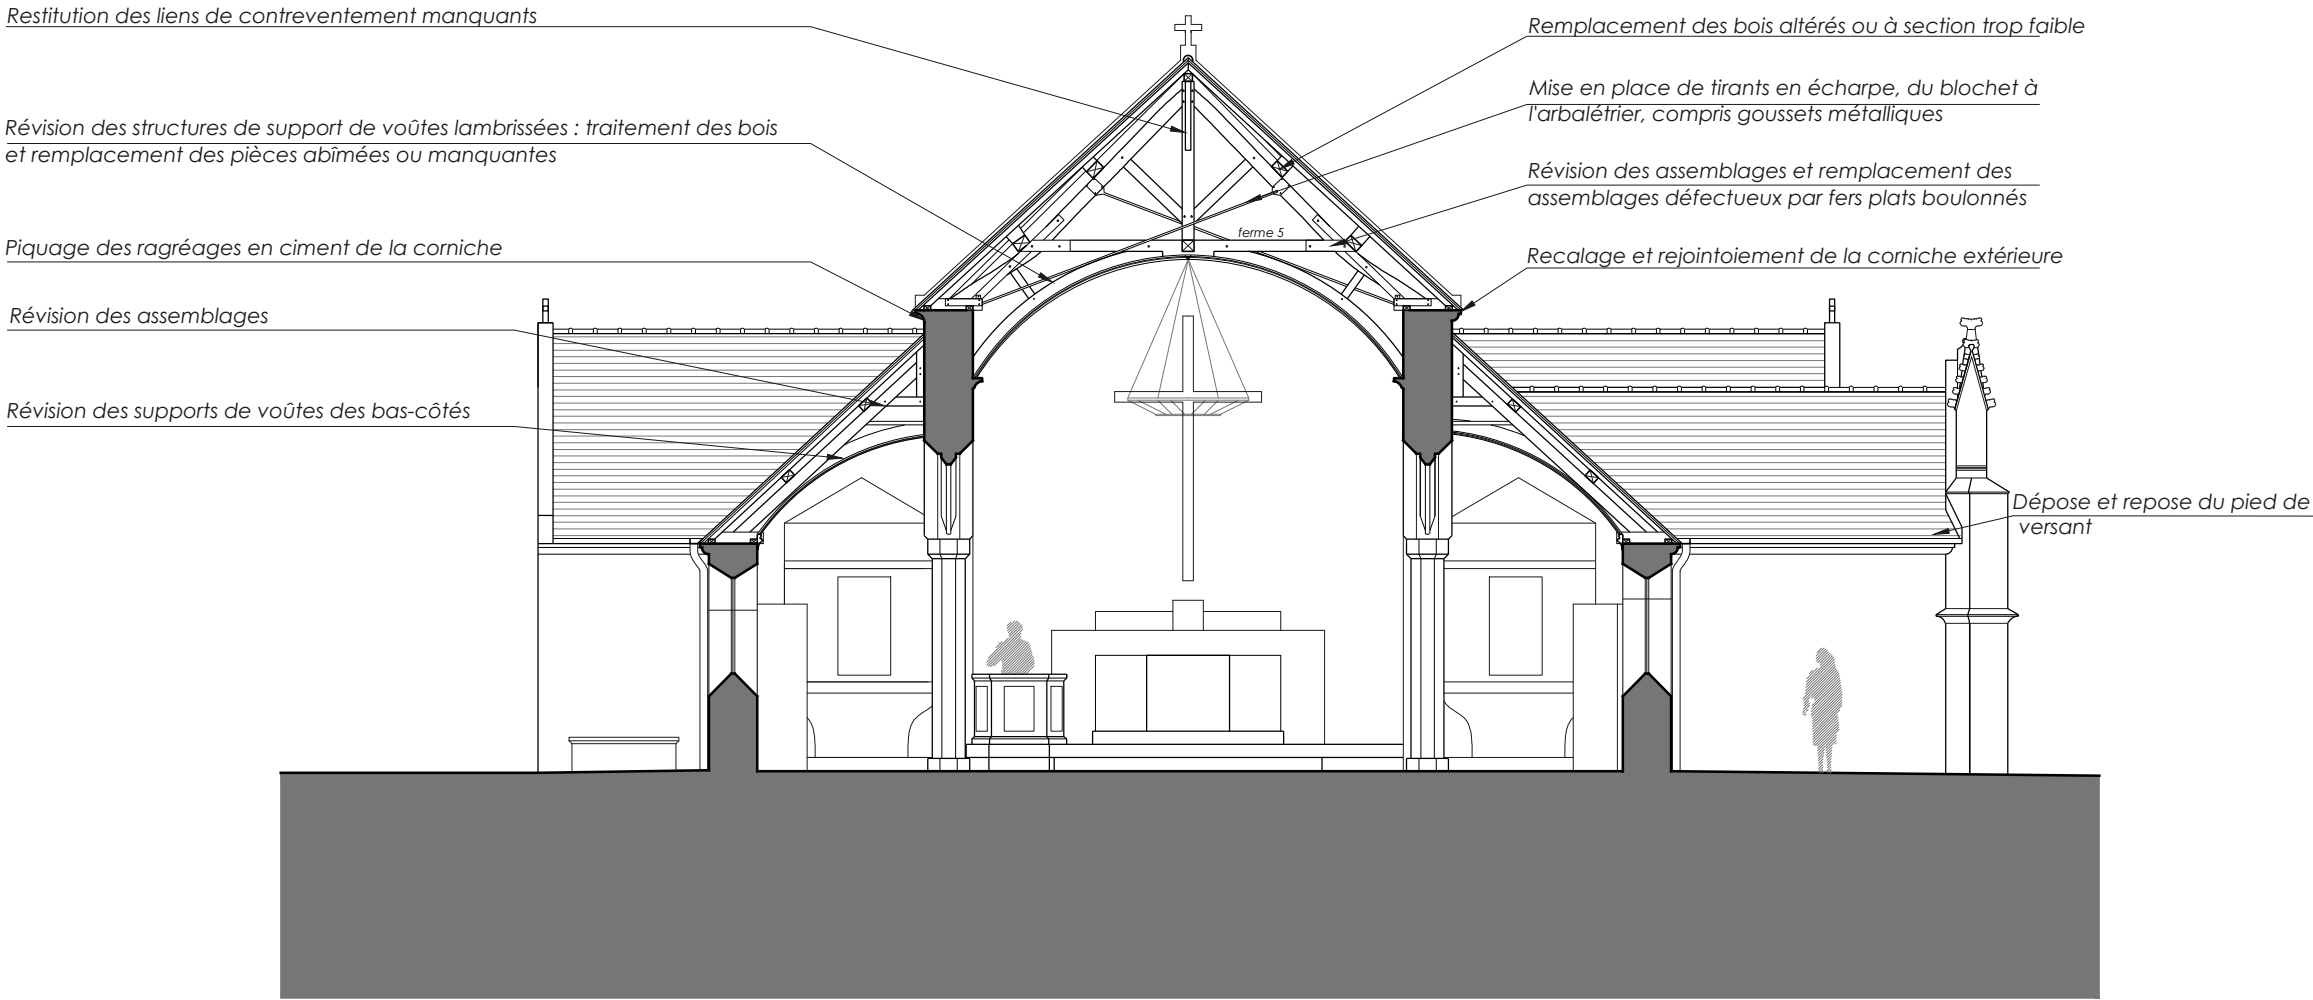 Restitution des liens de contreventement manquants
Révision des structures de support de voûtes lambrissées : traitement des bois
et remplacement des pièces abîmées ou manquantes
Piquage des ragréages en ciment de la corniche
Révision des assemblages
Révision des supports de voûtes des bas-côtés
ferme 5
Remplacement des bois altérés ou à section trop faible
Mise en place de tirants en écharpe, du blochet à
l'arbalétrier, compris goussets métalliques
Révision des assemblages et remplacement des
assemblages défectueux par fers plats boulonnés
Recalage et rejointoiement de la corniche extérieure
Dépose et repose du pied de
versant